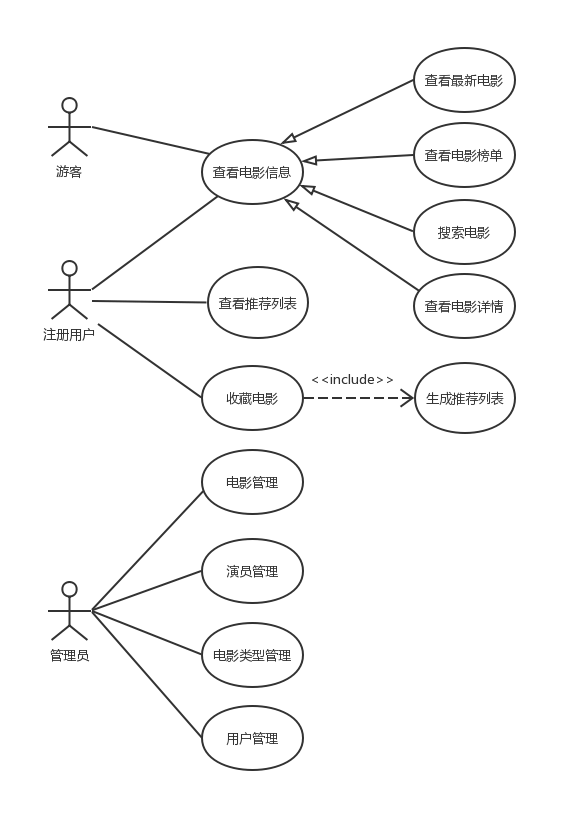 查看最新电影
游客
查看电影信息
查看电影榜单
搜索电影
注册用户
查看推荐列表
查看电影详情
收藏电影
<<include>>
生成推荐列表
电影管理
演员管理
管理员
电影类型管理
用户管理